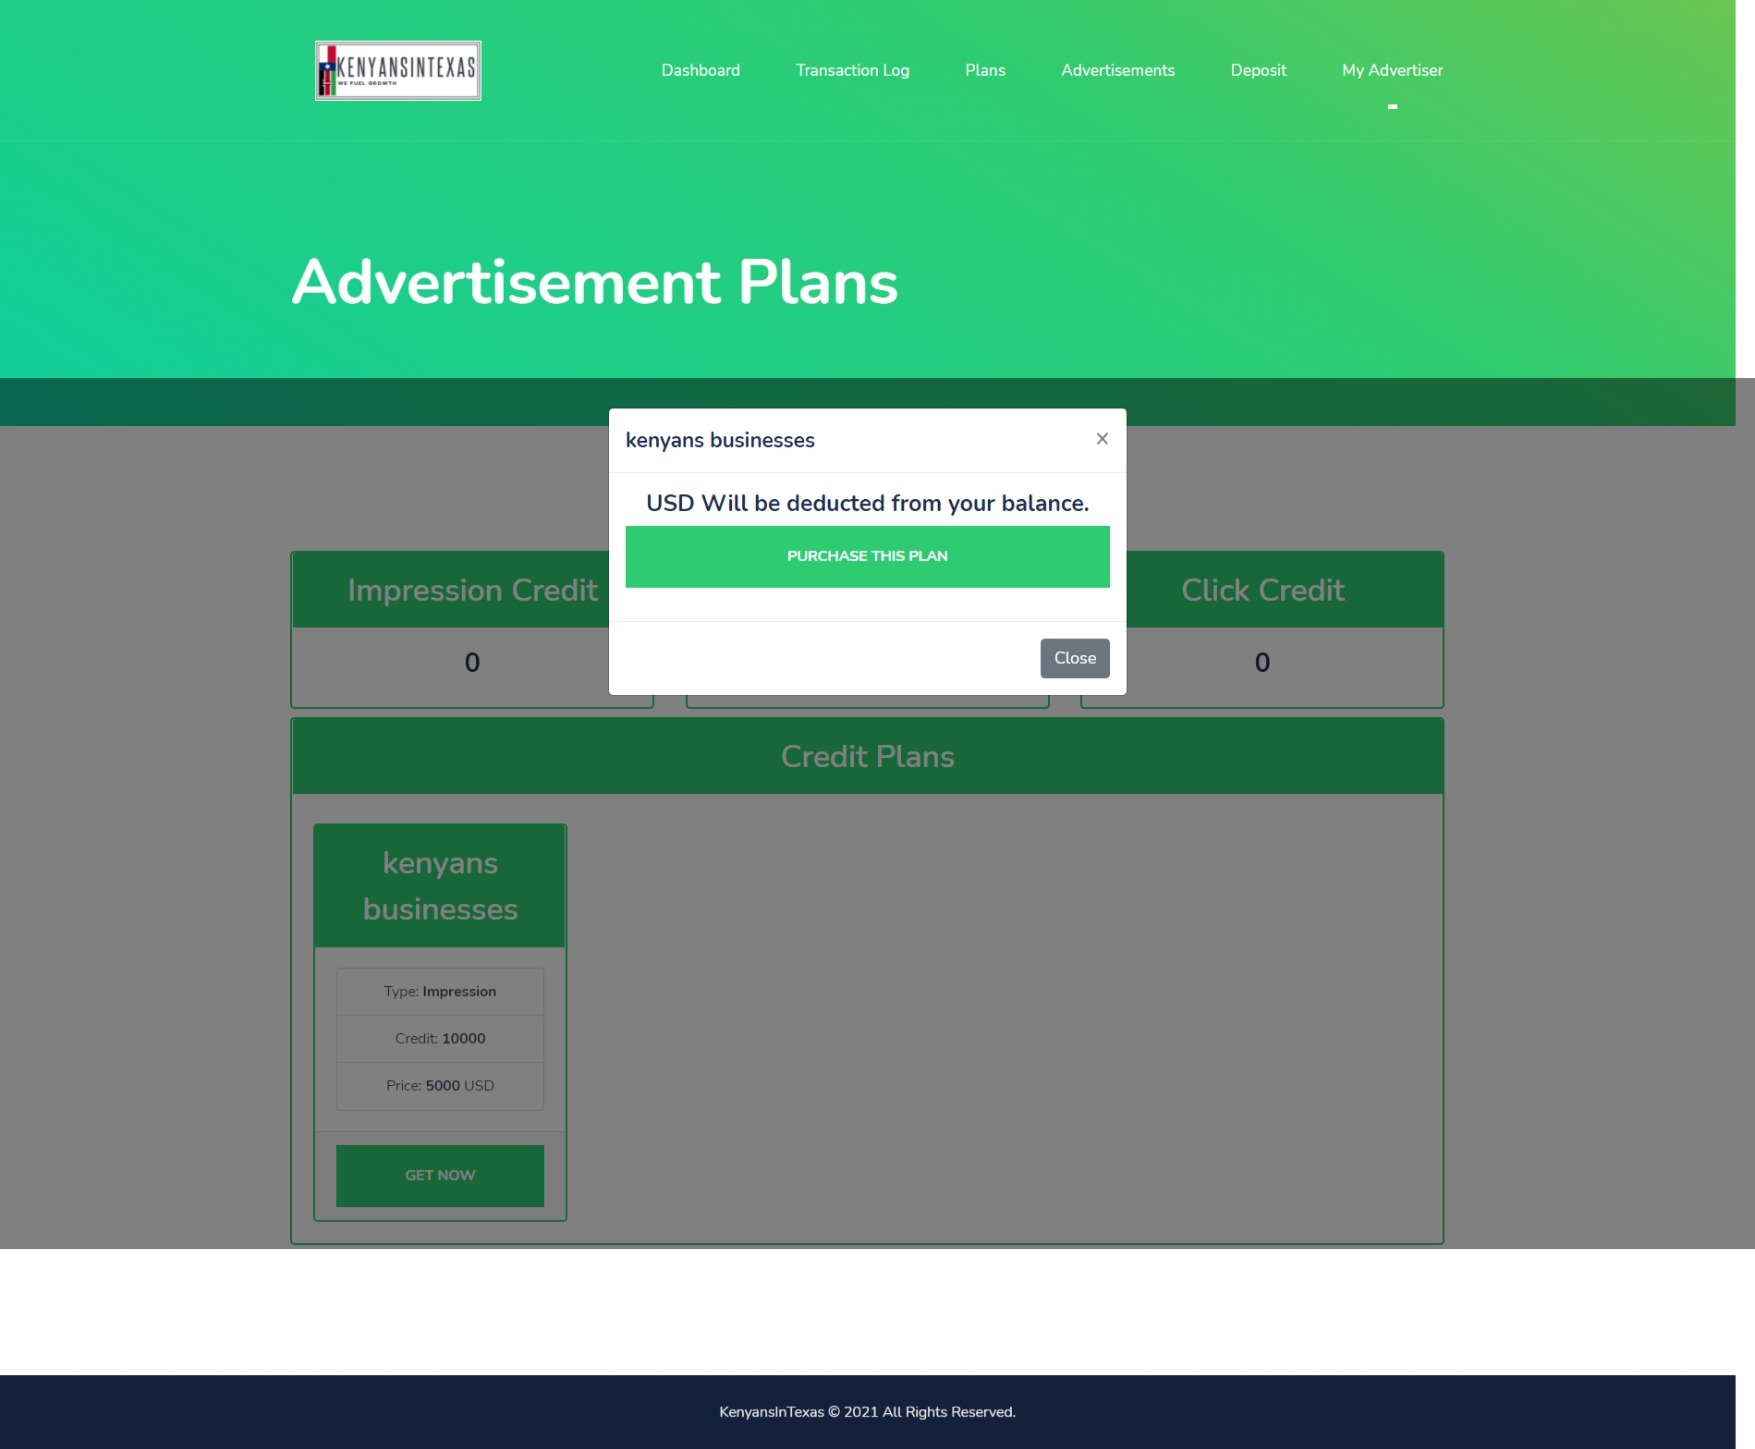 KENYANSINTEXAS
WE FUEL GROWTH
Dashboard
Transaction Log
Plans
Advertisements
Deposit
My Advertiser
Advertisement Plans
kenyans businesses
×
USD Will be deducted from your balance.
PURCHASE THIS PLAN
Close
Impression Credit
0
Click Credit
0
Credit Plans
kenyans
businesses
Type: Impression
Credit: 10000
Price: 5000 USD
GET NOW
KenyansInTexas © 2021 All Rights Reserved.